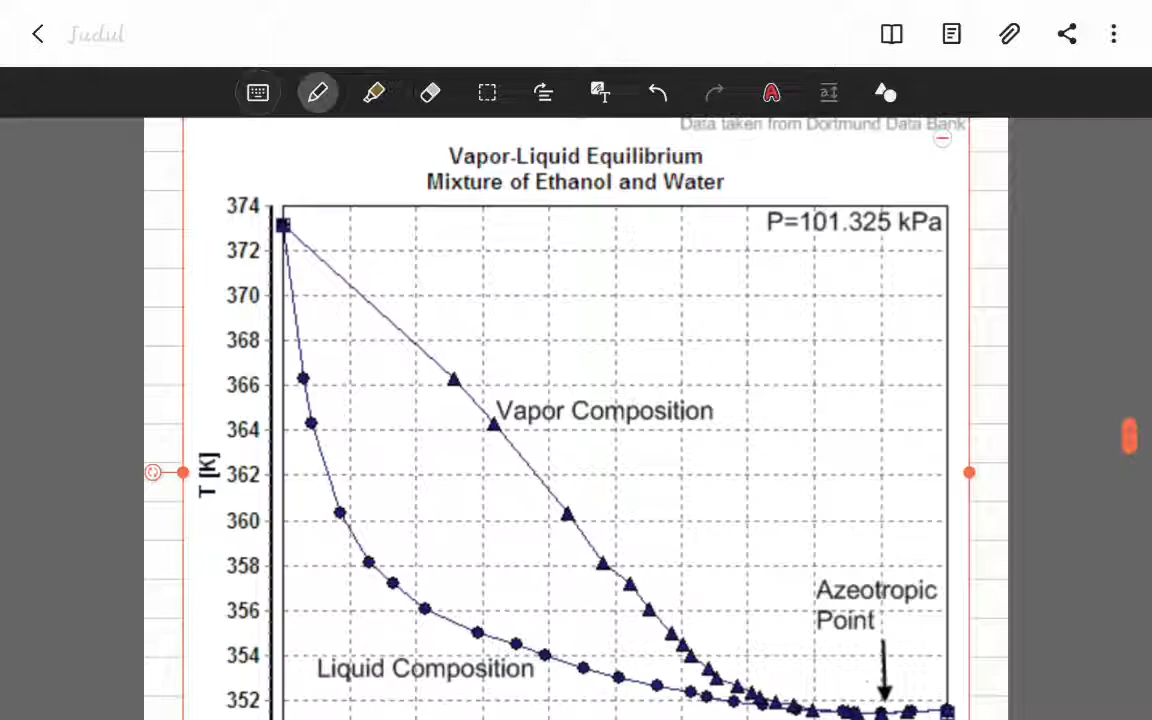 Judul
Data taken from Dortmund Data Bank
Vapor-Liquid Equilibrium
Mixture of Ethanol and Water
P=101.325 kPa
374
372
370
368
366
364
362
360
358
356
354
352
T [K]
Vapor Composition
Azeotropic
Point
Liquid Composition